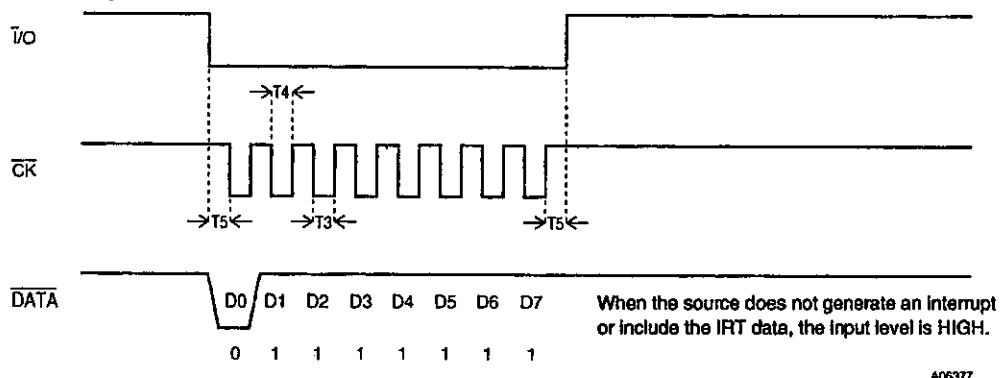 I/O
T4
CK
T5
T3
T5
DATA
D0 D1 D2 D3 D4 D5 D6 D7
When the source does not generate an interrupt
or include the IRT data, the input level is HIGH.
0 1 1 1 1 1 1 1
A06377